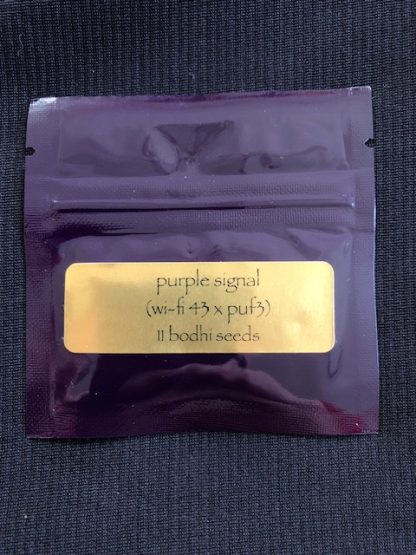 purple signal
(wi-fi 43 x puf3)
11 bodhi seeds